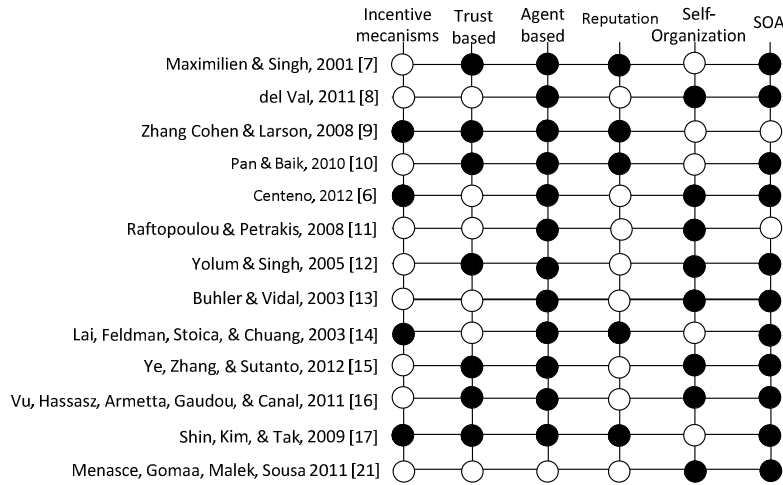 Incentive mechanisms
Trust based
Agent based
Reputation
Self-Organization
SOA
Maximilien & Singh, 2001 [7]
del Val, 2011 [8]
Zhang Cohen & Larson, 2008 [9]
Pan & Baik, 2010 [10]
Centeno, 2012 [6]
Raftopoulou & Petrakis, 2008 [11]
Yolum & Singh, 2005 [12]
Buhler & Vidal, 2003 [13]
Lai, Feldman, Stoica, & Chuang, 2003 [14]
Ye, Zhang, & Sutanto, 2012 [15]
Vu, Hassasz, Armetta, Gaudou, & Canal, 2011 [16]
Shin, Kim, & Tak, 2009 [17]
Menasce, Gomaa, Malek, Sousa 2011 [21]